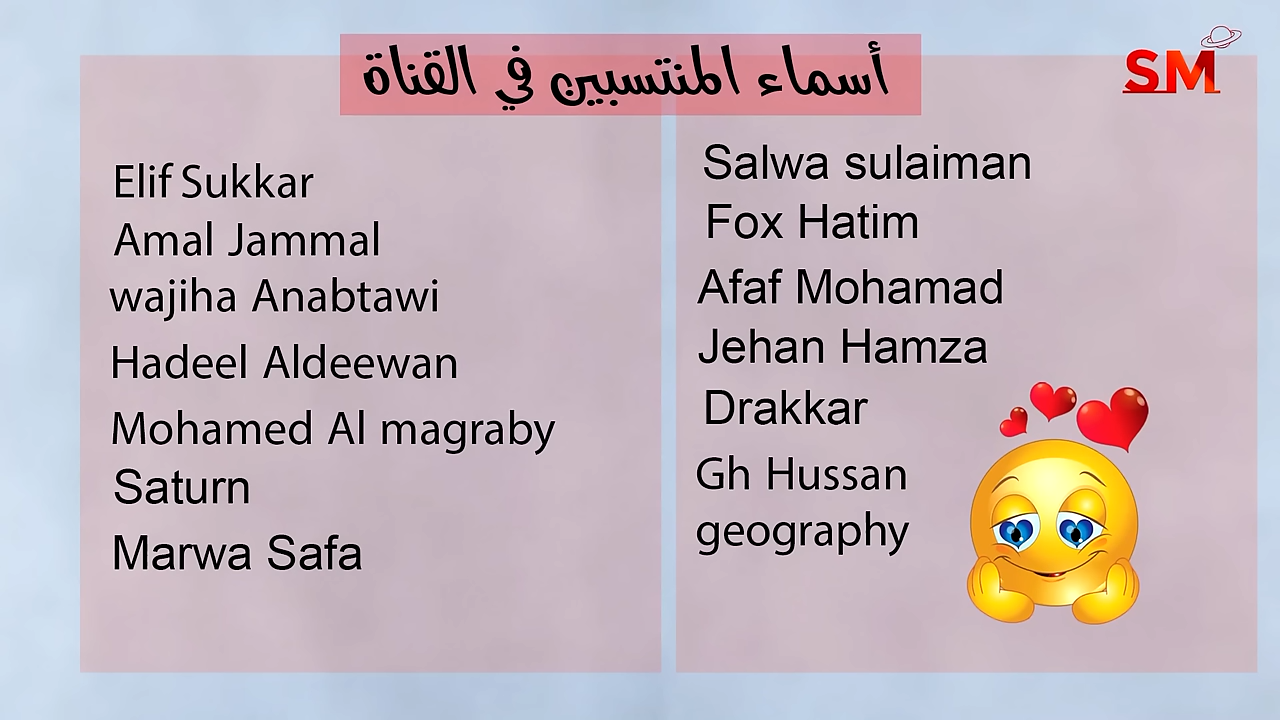 أسماء المنتسبين في القناة
SM
Elif Sukkar
Amal Jammal
wajiha Anabtawi
Hadeel Aldeewan
Mohamed Al magraby
Saturn
Marwa Safa
Salwa sulaiman
Fox Hatim
Afaf Mohamad
Jehan Hamza
Drakkar
Gh Hussan
geography